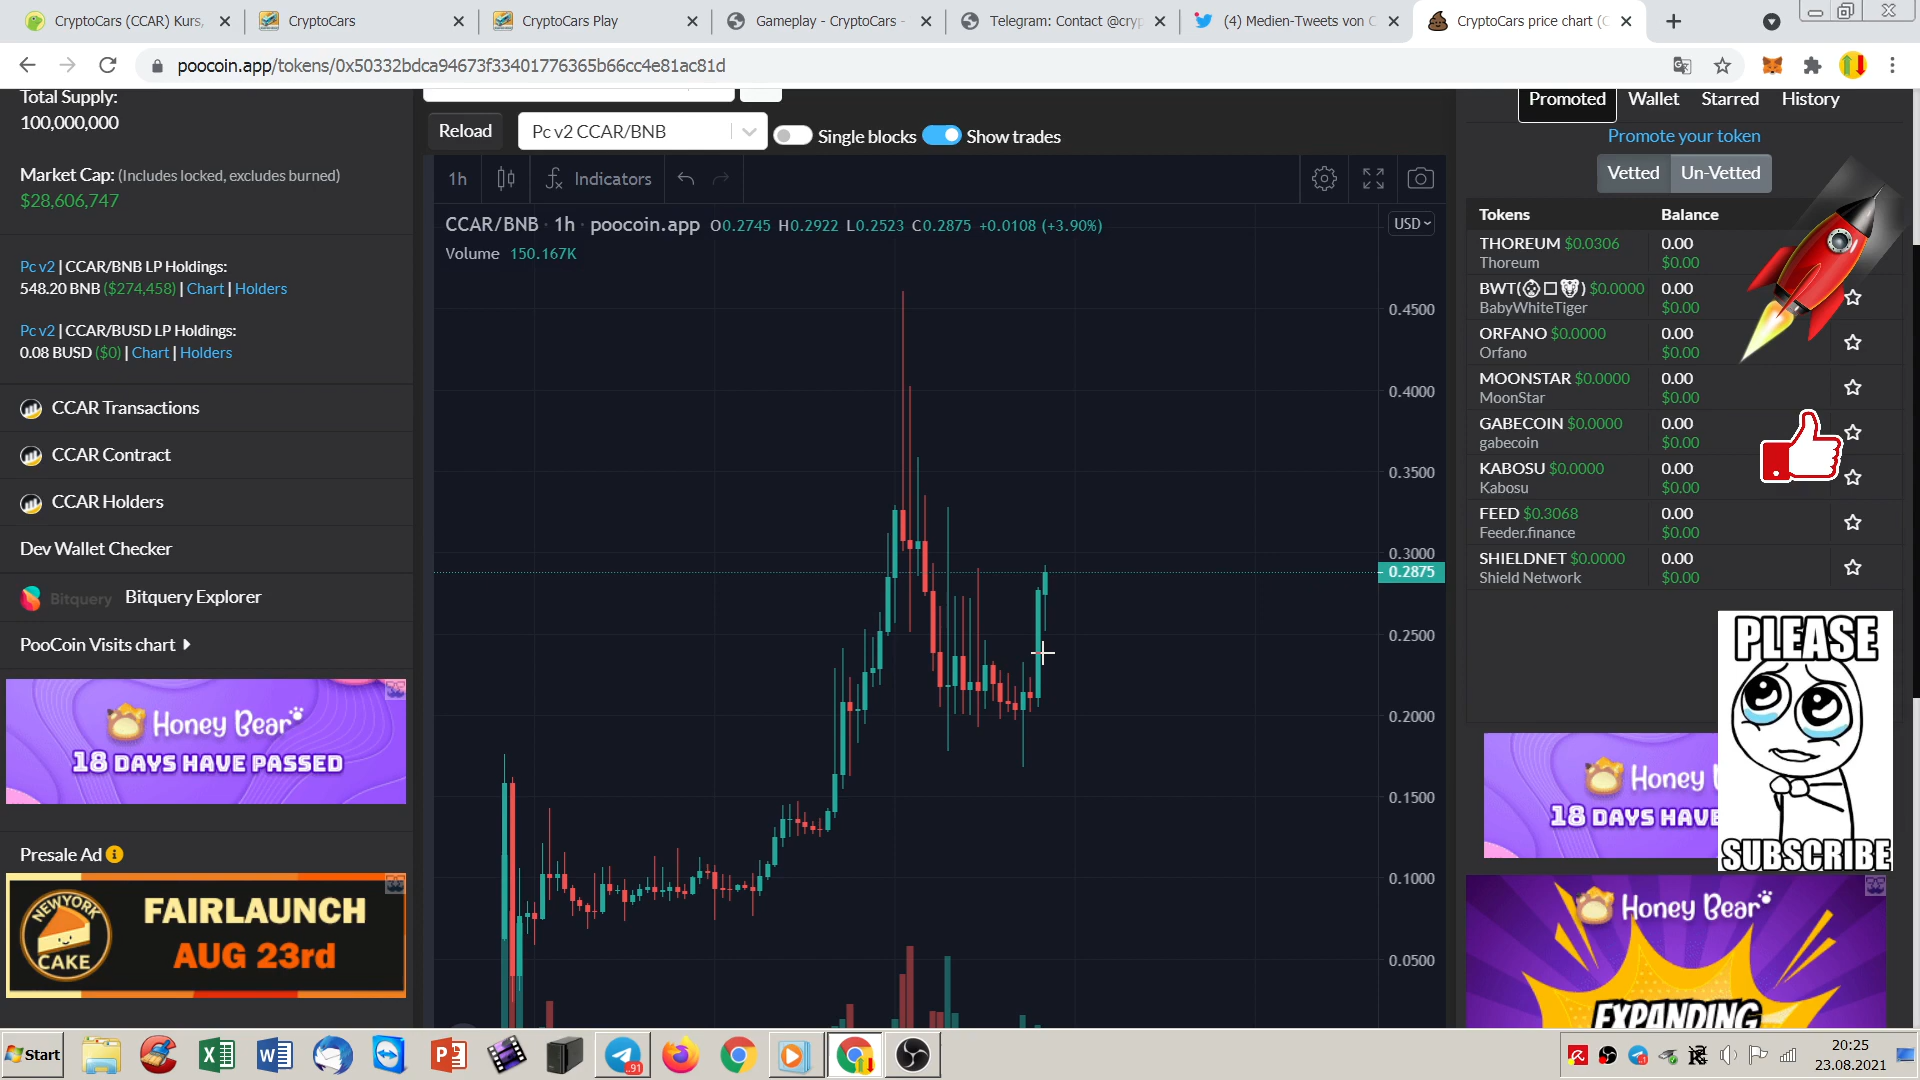 CryptoCars (CCAR) Kurs,
CryptoCars
CryptoCars Play
Gameplay - CryptoCars -
Telegram: Contact @cryp
(4) Medien-Tweets von C
CryptoCars price chart (C
poocoin.app/tokens/0x50332bdca94673f33401776365b66cc4e81ac81d
Total Supply:
100,000,000
Market Cap: (Includes locked, excludes burned)
$28,606,747
Pc v2 | CCAR/BNB LP Holdings:
548.20 BNB ($274,458) | Chart | Holders
Pc v2 | CCAR/BUSD LP Holdings:
0.08 BUSD ($0) | Chart | Holders
CCAR Transactions
CCAR Contract
CCAR Holders
Dev Wallet Checker
Bitquery Bitquery Explorer
PooCoin Visits chart
Honey Bear
18 DAYS HAVE PASSED
Presale Ad
NEWYORK
CAKE
FAIRLAUNCH
AUG 23rd
Reload
Pc v2 CCAR/BNB
Single blocks
Show trades
1h
Indicators
CCAR/BNB · 1h · poocoin.app O0.2745 H0.2922 L0.2523 C0.2875 +0.0108 (+3.90%)
Volume 150.167K
USD
0.4500
0.4000
0.3500
0.3000
0.2875
0.2500
0.2000
0.1500
0.1000
0.0500
Promoted Wallet Starred History
Promote your token
Vetted Un-Vetted
Tokens Balance
THOREUM $0.0306 0.00
Thoreum $0.00
BWT( ) $0.0000 0.00
BabyWhiteTiger $0.00
ORFANO $0.0000 0.00
Orfano $0.00
MOONSTAR $0.0000 0.00
MoonStar $0.00
GABECOIN $0.0000 0.00
gabecoin $0.00
KABOSU $0.0000 0.00
Kabosu $0.00
FEED $0.3068 0.00
Feeder.finance $0.00
SHIELDNET $0.0000 0.00
Shield Network $0.00
PLEASE
SUBSCRIBE
Honey
18 DAYS HAVE
Honey Bear
EXPANDING
Start
91
20:25
23.08.2021